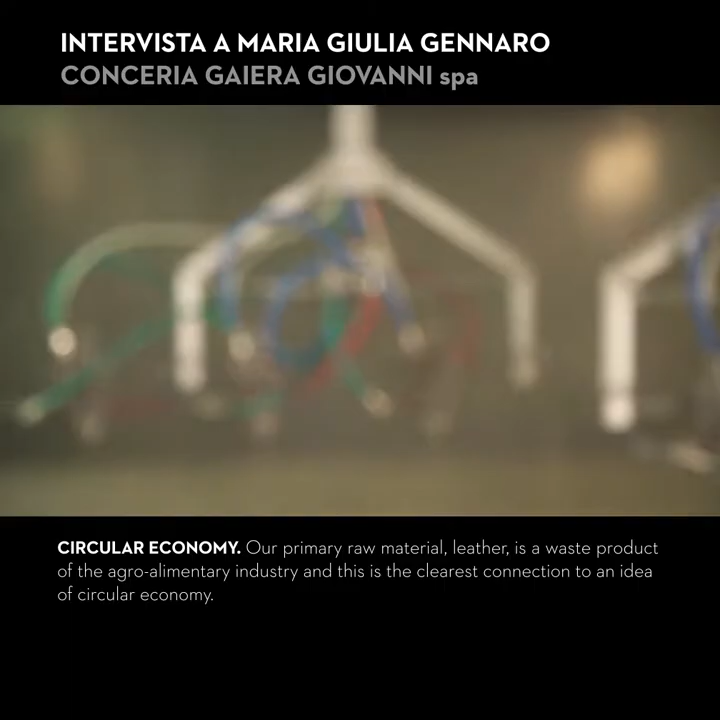 INTERVISTA A MARIA GIULIA GENNARO
CONCERIA GAIERA GIOVANNI spa
CIRCULAR ECONOMY. Our primary raw material, leather, is a waste product
of the agro-alimentary industry and this is the clearest connection to an idea
of circular economy.